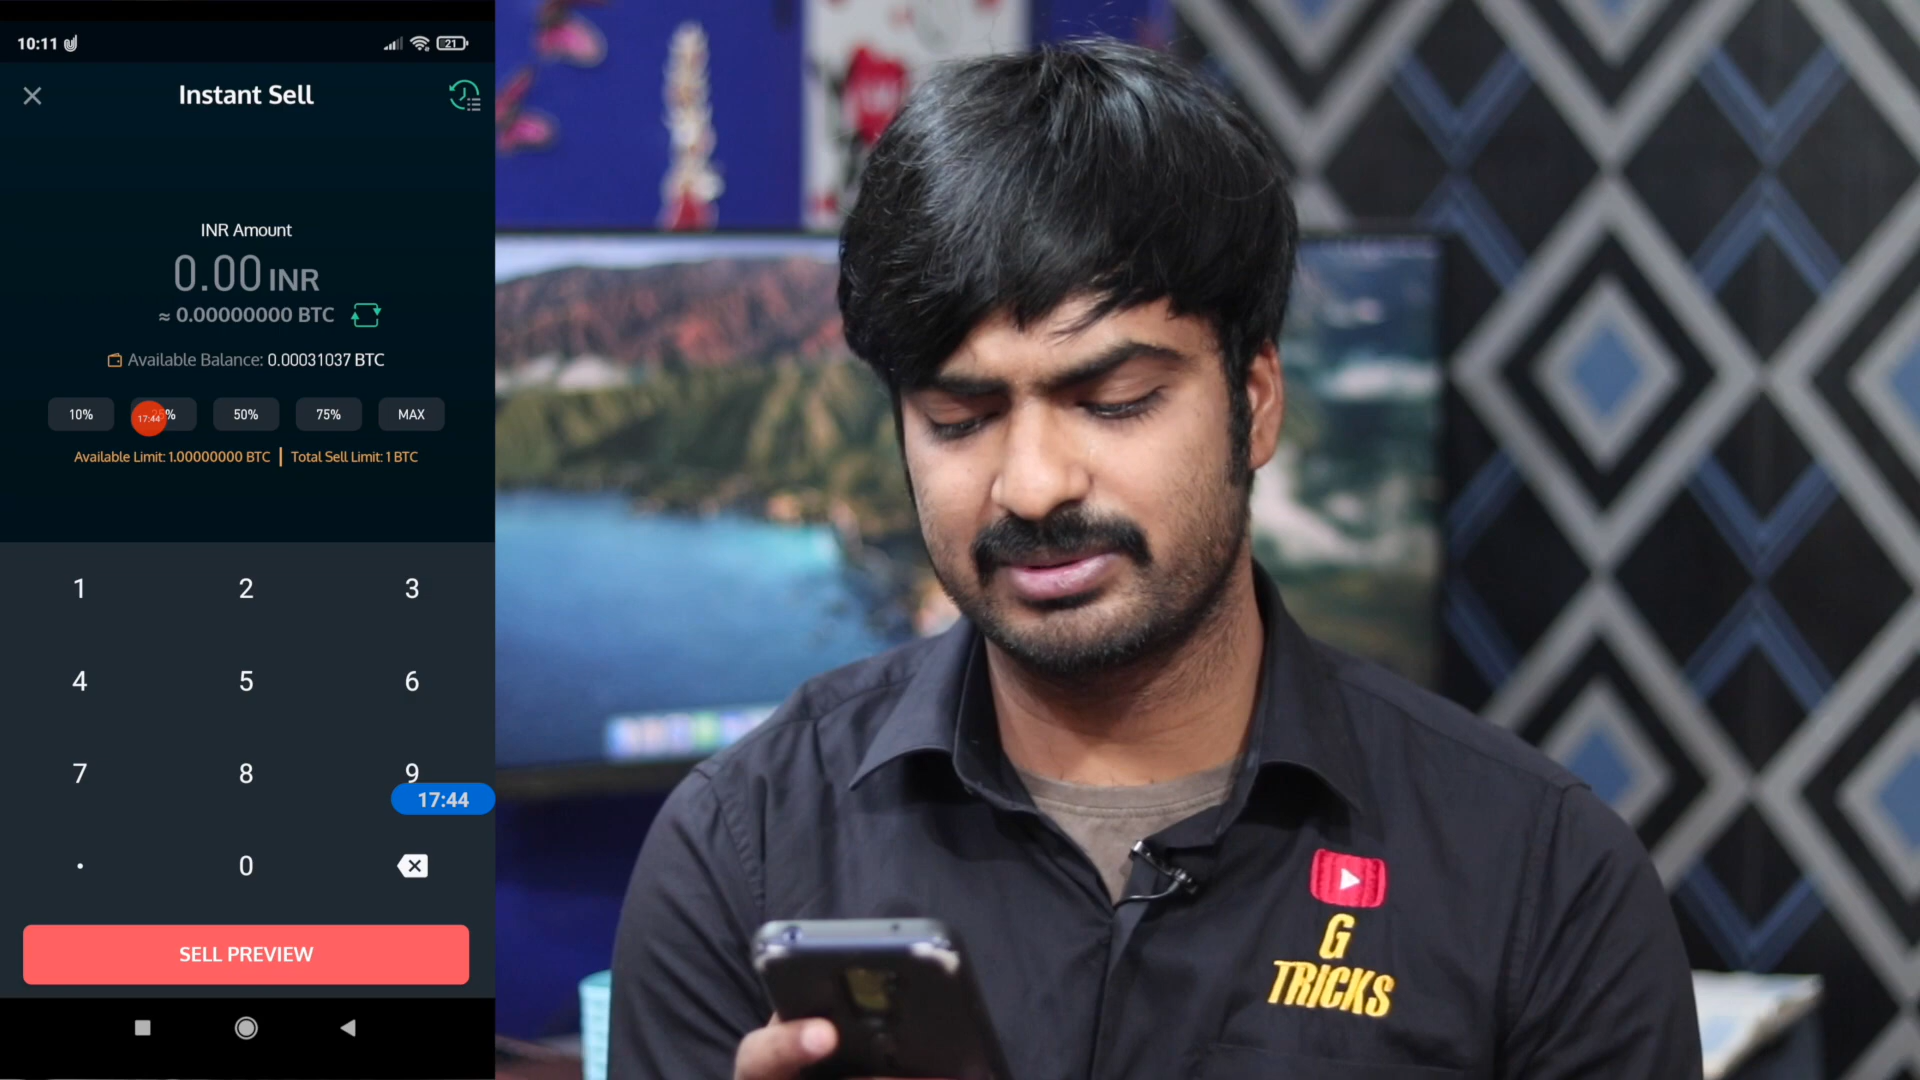 10:11
21
Instant Sell
INR Amount
0.00 INR
≈ 0.00000000 BTC
Available Balance: 0.00031037 BTC
10%
17:44
%
50%
75%
MAX
Available Limit: 1.00000000 BTC | Total Sell Limit: 1 BTC
1 2 3
4 5 6
7 8 9
17:44
. 0
SELL PREVIEW
G
TRICKS